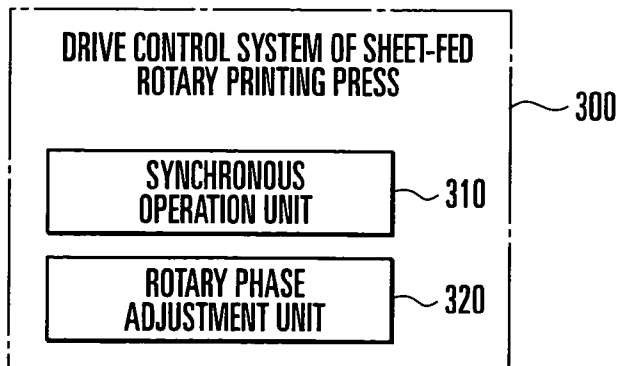 DRIVE CONTROL SYSTEM OF SHEET-FED
ROTARY PRINTING PRESS
300
SYNCHRONOUS
OPERATION UNIT
310
ROTARY PHASE
ADJUSTMENT UNIT
320